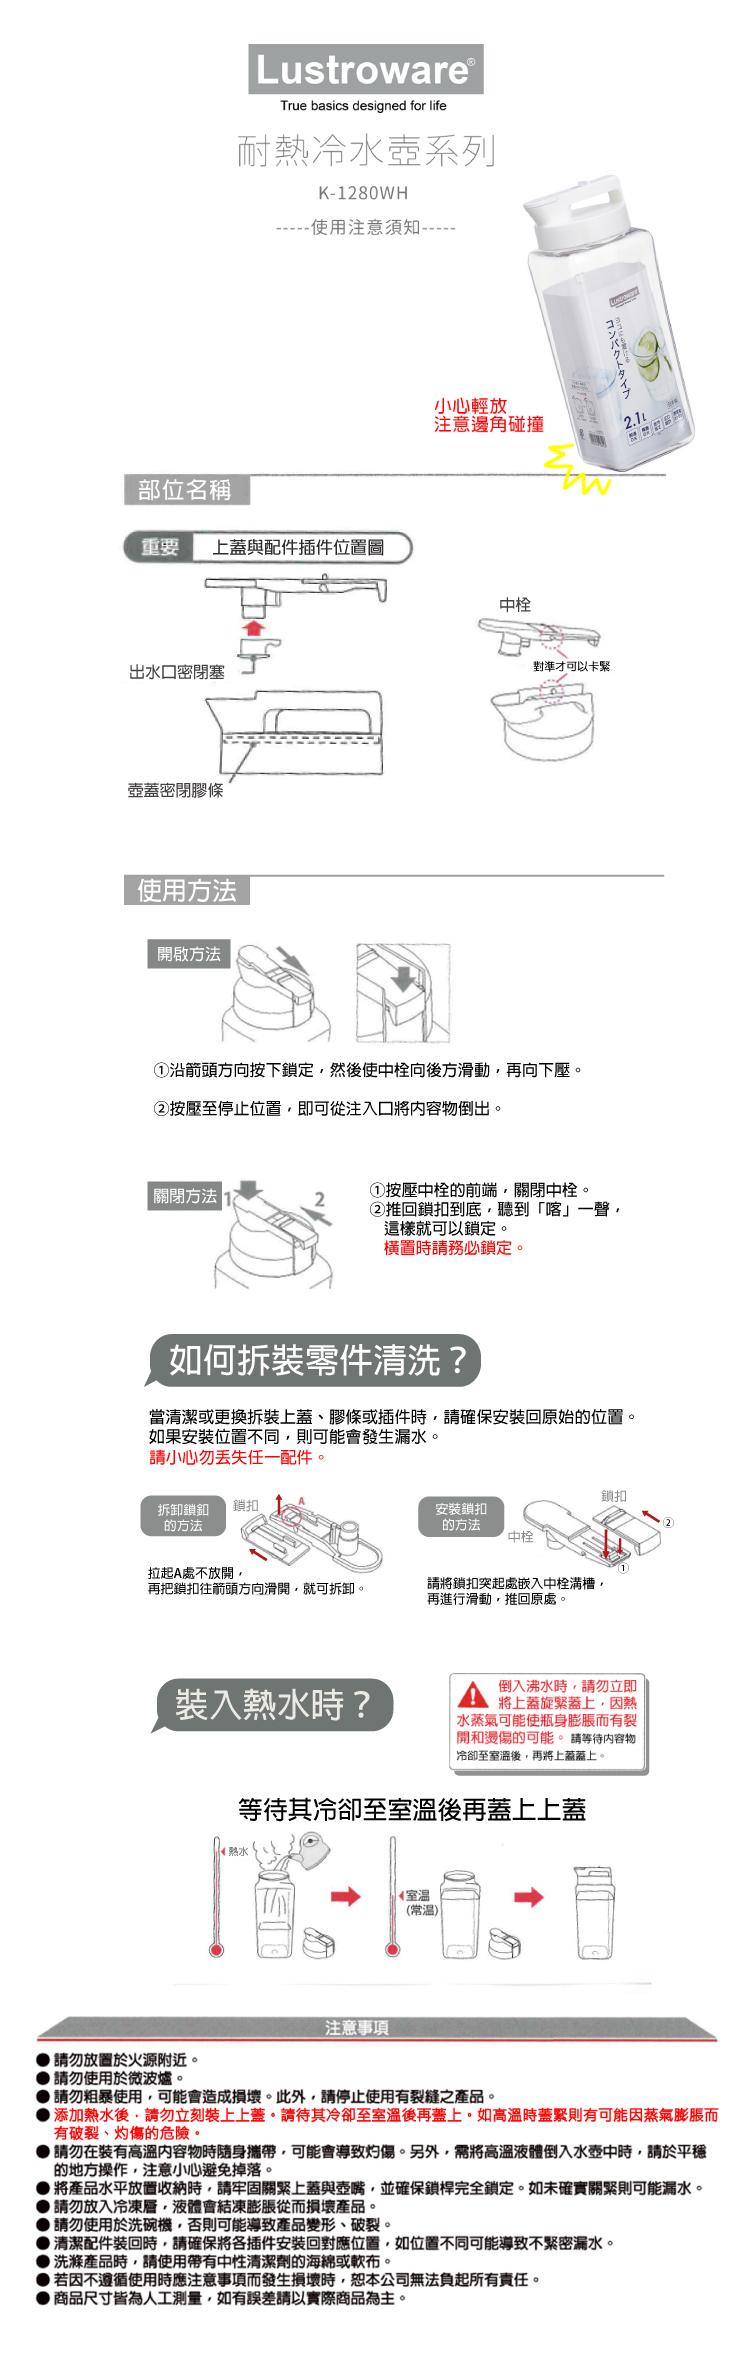 Lustroware®
True basics designed for life
耐熱冷水壺系列
K-1280WH
-----使用注意須知-----
LUSTROWARE
ヨコにも置ける
コンパクトタイプ
2.1L
小心輕放
注意邊角碰撞
部位名稱
重要 上蓋與配件插件位置圖
中栓
對準才可以卡緊
出水口密閉塞
壺蓋密閉膠條
使用方法
開啟方法
①沿箭頭方向按下鎖定，然後使中栓向後方滑動，再向下壓。
②按壓至停止位置，即可從注入口將內容物倒出。
關閉方法
1
2
①按壓中栓的前端，關閉中栓。
②推回鎖扣到底，聽到「喀」一聲，
這樣就可以鎖定。
橫置時請務必鎖定。
如何拆裝零件清洗？
當清潔或更換拆裝上蓋、膠條或插件時，請確保安裝回原始的位置。
如果安裝位置不同，則可能會發生漏水。
請小心勿丟失任一配件。
拆卸鎖釦
的方法
鎖扣
A
拉起A處不放開，
再把鎖扣往箭頭方向滑開，就可拆卸。
安裝鎖扣
的方法
中栓
鎖扣
②
①
請將鎖扣突起處嵌入中栓溝槽，
再進行滑動，推回原處。
裝入熱水時？
倒入沸水時，請勿立即
將上蓋旋緊蓋上，因熱
水蒸氣可能使瓶身膨脹而有裂
開和燙傷的可能。請等待內容物
冷卻至室溫後，再將上蓋蓋上。
等待其冷卻至室溫後再蓋上上蓋
熱水
室溫
(常溫)
注意事項
●請勿放置於火源附近。
●請勿使用於微波爐。
●請勿粗暴使用，可能會造成損壞。此外，請停止使用有裂縫之產品。
●添加熱水後，請勿立刻裝上上蓋。請待其冷卻至室溫後再蓋上。如高溫時蓋緊則有可能因蒸氣膨脹而
有破裂、灼傷的危險。
●請勿在裝有高溫內容物時隨身攜帶，可能會導致灼傷。另外，需將高溫液體倒入水壺中時，請於平穩
的地方操作，注意小心避免掉落。
●將產品水平放置收納時，請牢固關緊上蓋與壺嘴，並確保鎖桿完全鎖定。如未確實關緊則可能漏水。
●請勿放入冷凍層，液體會結凍膨脹從而損壞產品。
●請勿使用於洗碗機，否則可能導致產品變形、破裂。
●清潔配件裝回時，請確保將各插件安裝回對應位置，如位置不同可能導致不緊密漏水。
●洗滌產品時，請使用帶有中性清潔劑的海綿或軟布。
●若因不遵循使用時應注意事項而發生損壞時，恕本公司無法負起所有責任。
●商品尺寸皆為人工測量，如有誤差請以實際商品為主。